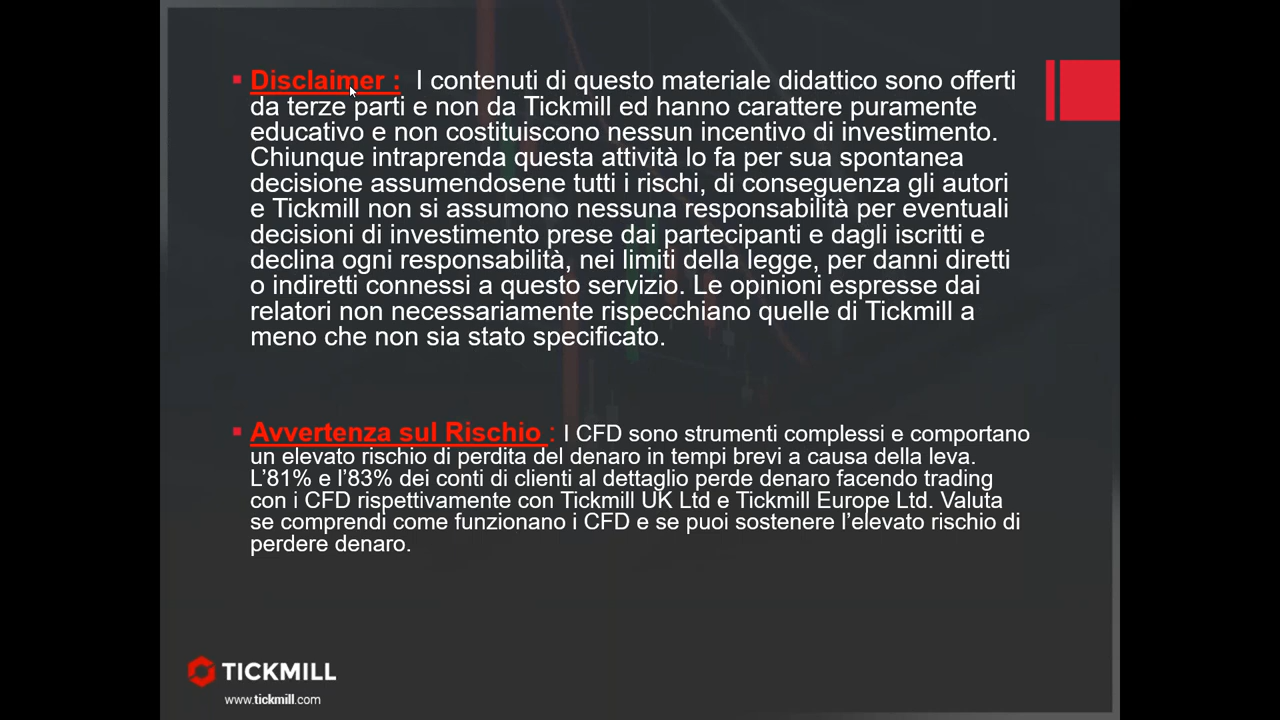 Disclaimer : I contenuti di questo materiale didattico sono offerti
da terze parti e non da Tickmill ed hanno carattere puramente
educativo e non costituiscono nessun incentivo di investimento.
Chiunque intraprenda questa attività lo fa per sua spontanea
decisione assumendosene tutti i rischi, di conseguenza gli autori
e Tickmill non si assumono nessuna responsabilità per eventuali
decisioni di investimento prese dai partecipanti e dagli iscritti e
declina ogni responsabilità, nei limiti della legge, per danni diretti
o indiretti connessi a questo servizio. Le opinioni espresse dai
relatori non necessariamente rispecchiano quelle di Tickmill a
meno che non sia stato specificato.
Avvertenza sul Rischio : I CFD sono strumenti complessi e comportano
un elevato rischio di perdita del denaro in tempi brevi a causa della leva.
L’81% e l’83% dei conti di clienti al dettaglio perde denaro facendo trading
con i CFD rispettivamente con Tickmill UK Ltd e Tickmill Europe Ltd. Valuta
se comprendi come funzionano i CFD e se puoi sostenere l’elevato rischio di
perdere denaro.
TICKMILL
www.tickmill.com